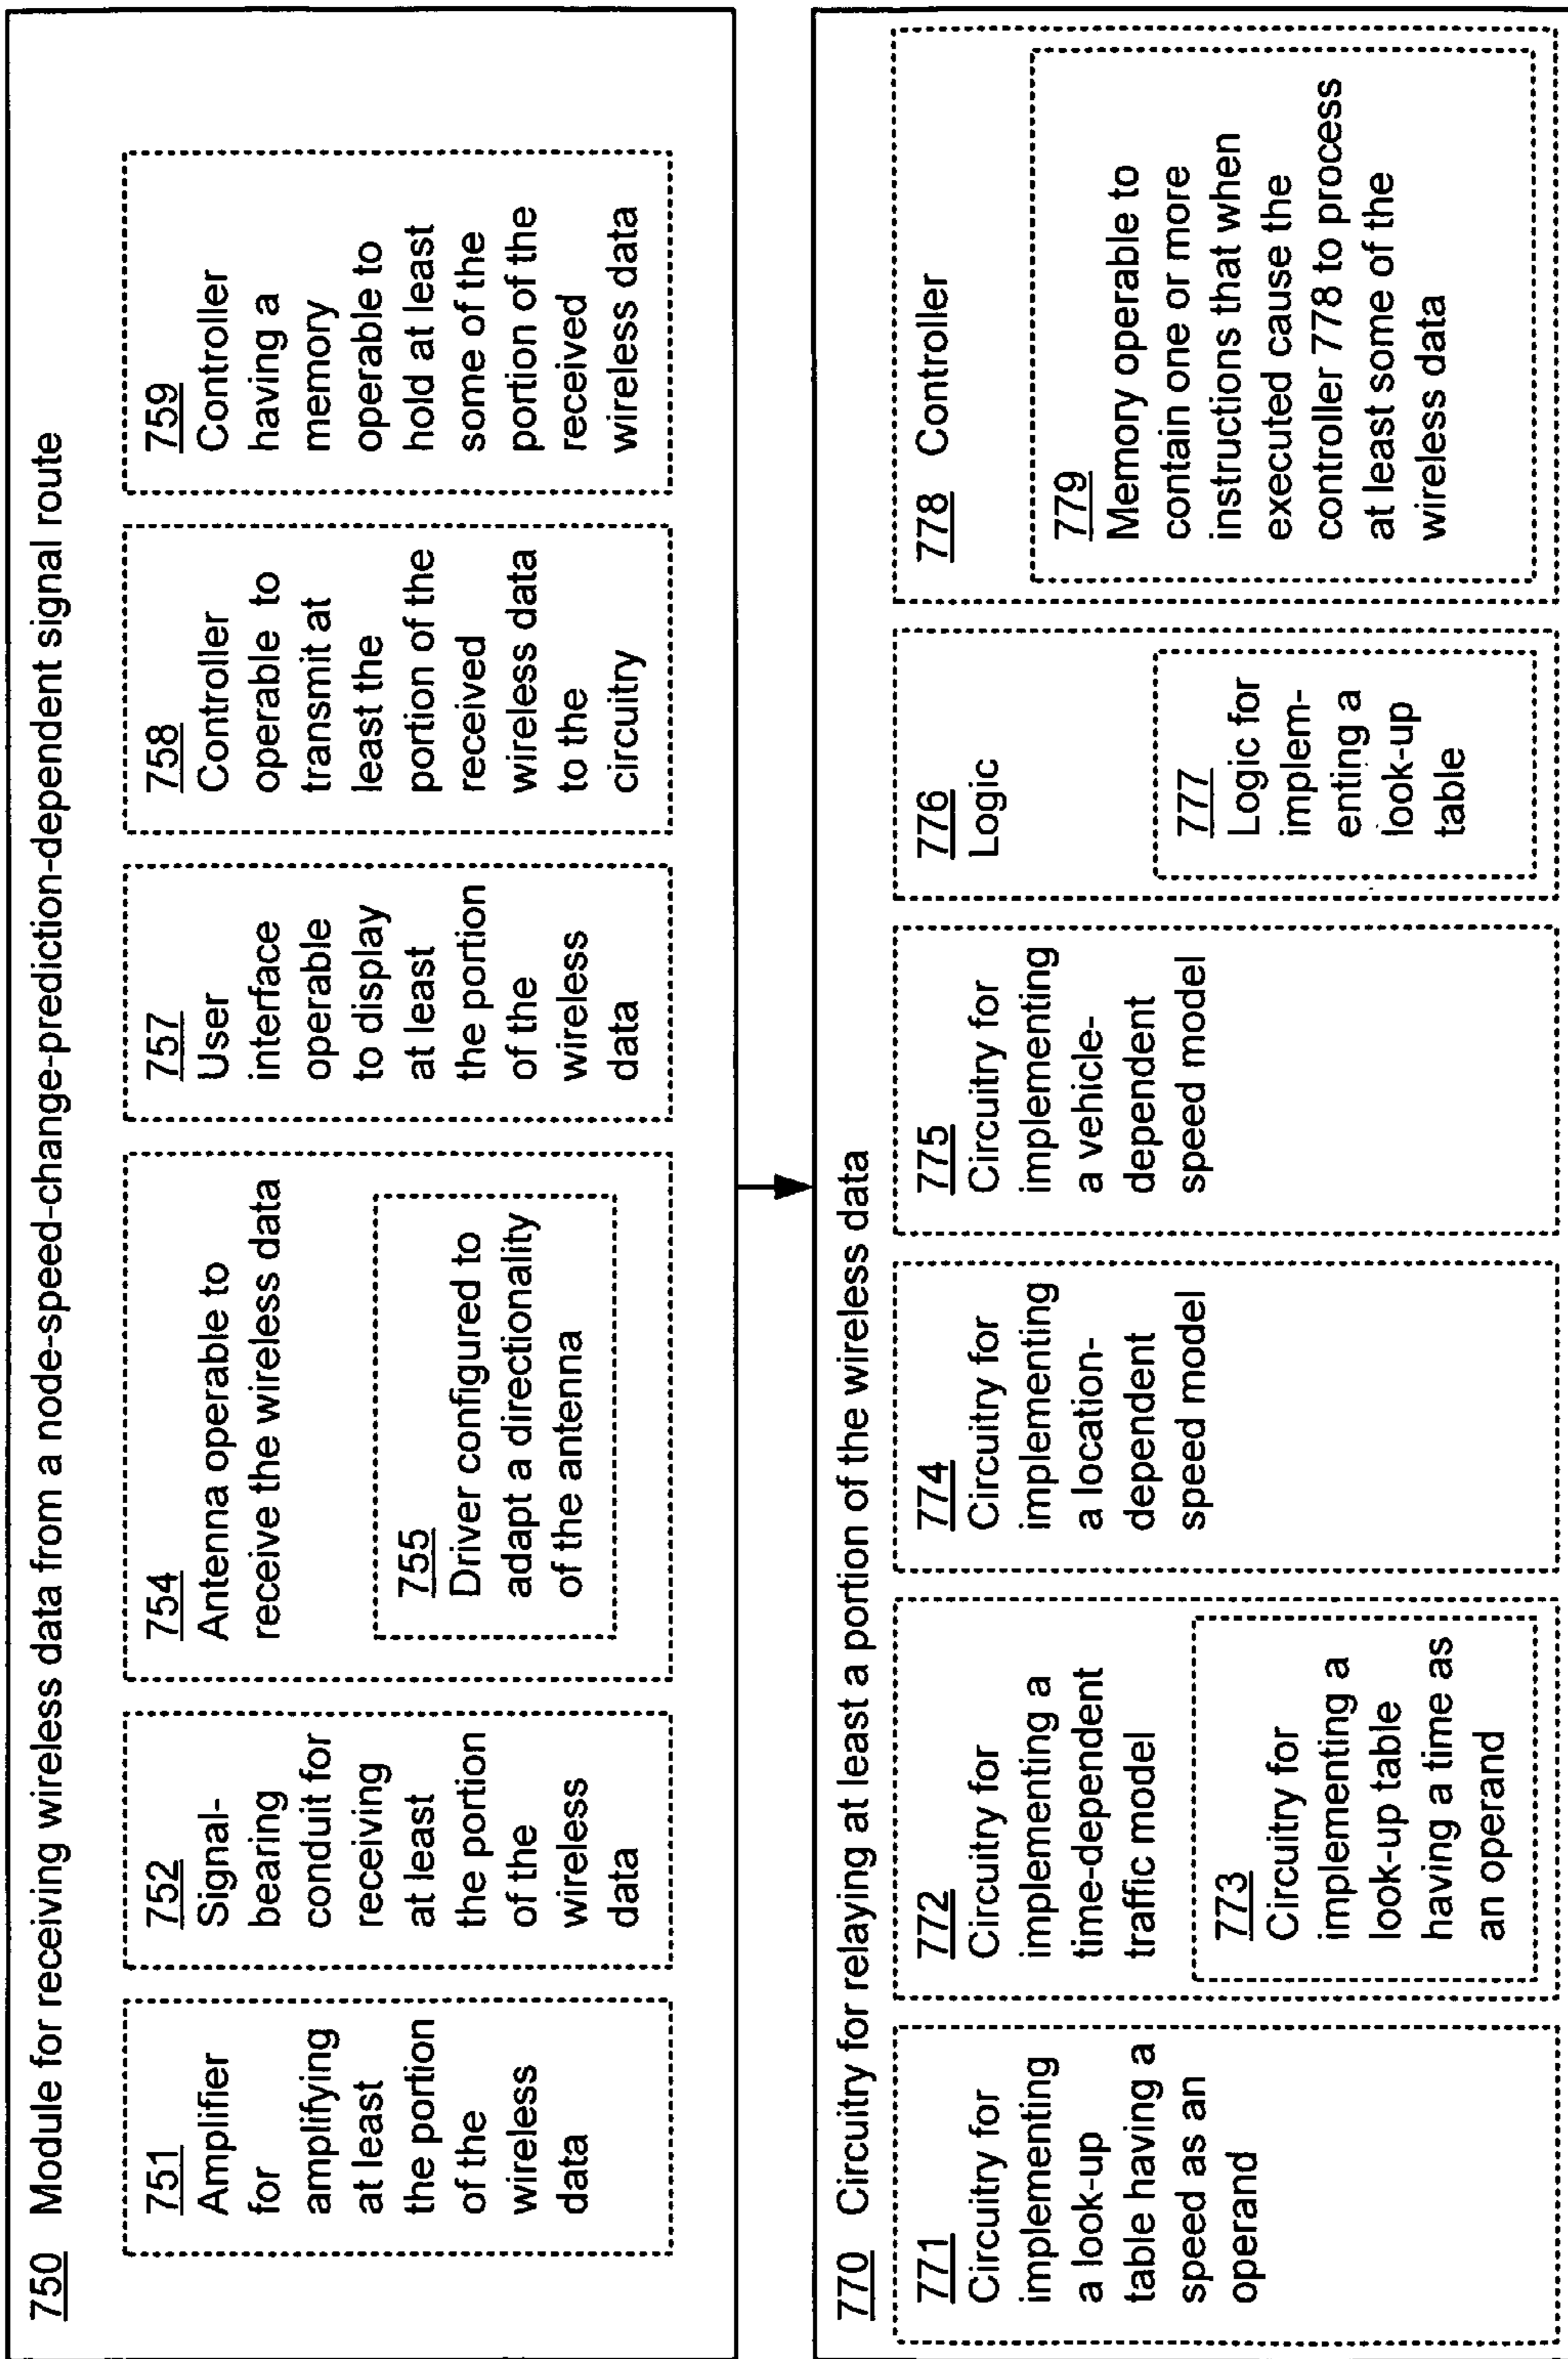 750 Module for receiving wireless data from a node-speed-change-prediction-dependent signal route
751
Amplifier
for
amplifying
at least
the portion
of the
wireless
data
752
Signal-
bearing
conduit for
receiving
at least
the portion
of the
wireless
data
754
Antenna operable to
receive the wireless data
755
Driver configured to
adapt a directionality
of the antenna
757
User
interface
operable
to display
at least
the portion
of the
wireless
data
758
Controller
operable to
transmit at
least the
portion of the
received
wireless data
to the
circuitry
759
Controller
having a
memory
operable to
hold at least
some of the
portion of the
received
wireless data
770 Circuitry for relaying at least a portion of the wireless data
771
Circuitry for
implementing
a look-up
table having a
speed as an
operand
772
Circuitry for
implementing a
time-dependent
traffic model
773
Circuitry for
implementing a
look-up table
having a time as
an operand
774
Circuitry for
implementing
a location-
dependent
speed model
775
Circuitry for
implementing
a vehicle-
dependent
speed model
776
Logic
777
Logic for
implem-
enting a
look-up
table
778 Controller
779
Memory operable to
contain one or more
instructions that when
executed cause the
controller 778 to process
at least some of the
wireless data